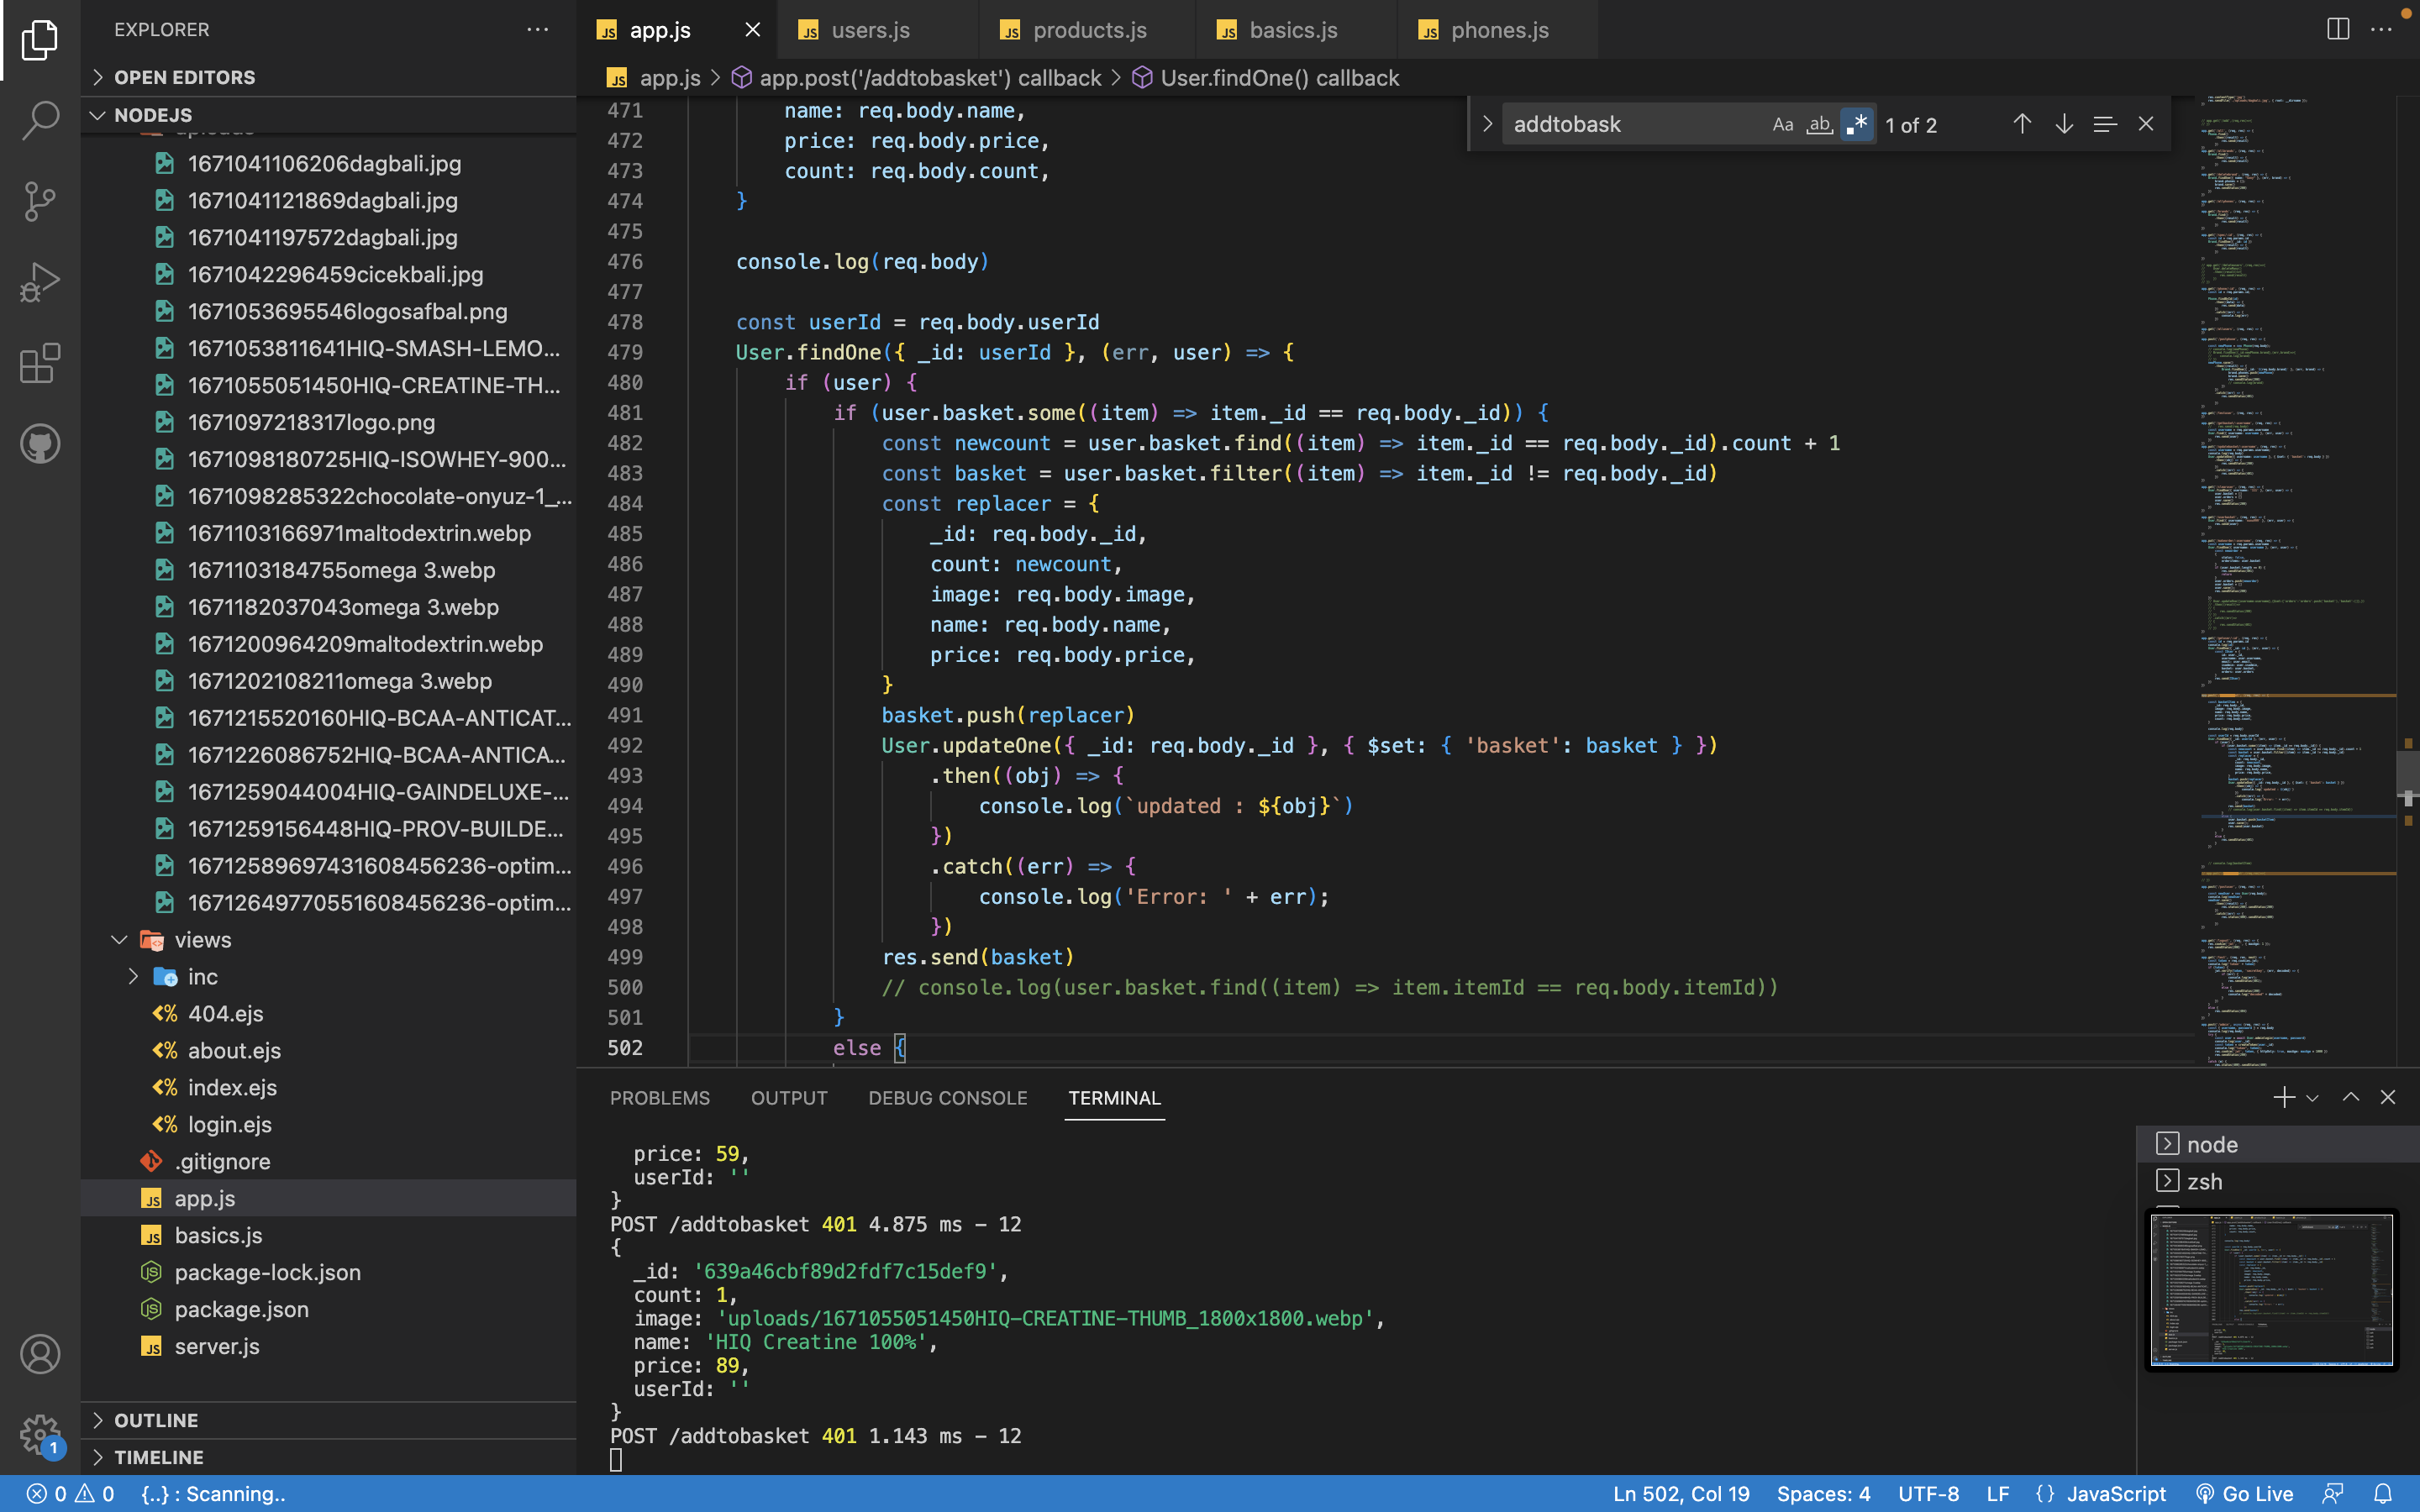 EXPLORER
OPEN EDITORS
NODEJS
1671041106206dagbali.jpg
1671041121869dagbali.jpg
1671041197572dagbali.jpg
1671042296459cicekbali.jpg
1671053695546logosafbal.png
1671053811641HIQ-SMASH-LEMO...
1671055051450HIQ-CREATINE-TH...
1671097218317logo.png
1671098180725HIQ-ISOWHEY-900...
1671098285322chocolate-onyuz-1_...
1671103166971maltodextrin.webp
1671103184755omega 3.webp
1671182037043omega 3.webp
1671200964209maltodextrin.webp
1671202108211omega 3.webp
1671215520160HIQ-BCAA-ANTICAT...
1671226086752HIQ-BCAA-ANTICA...
1671259044004HIQ-GAINDELUXE-...
1671259156448HIQ-PROV-BUILDE...
16712589697431608456236-optim...
16712649770551608456236-optim...
views
inc
404.ejs
about.ejs
index.ejs
login.ejs
.gitignore
app.js
basics.js
package-lock.json
package.json
server.js
OUTLINE
TIMELINE
app.js users.js products.js basics.js phones.js
app.js > app.post('/addtobasket') callback > User.findOne() callback
addtobask Aa ab .* 1 of 2
471 name: req.body.name,
472 price: req.body.price,
473 count: req.body.count,
474 }
475
476 console.log(req.body)
477
478 const userId = req.body.userId
479 User.findOne({ _id: userId }, (err, user) => {
480 if (user) {
481 if (user.basket.some((item) => item._id == req.body._id)) {
482 const newcount = user.basket.find((item) => item._id == req.body._id).count + 1
483 const basket = user.basket.filter((item) => item._id != req.body._id)
484 const replacer = {
485 _id: req.body._id,
486 count: newcount,
487 image: req.body.image,
488 name: req.body.name,
489 price: req.body.price,
490 }
491 basket.push(replacer)
492 User.updateOne({ _id: req.body._id }, { $set: { 'basket': basket } })
493 .then((obj) => {
494 console.log(`updated : ${obj}`)
495 })
496 .catch((err) => {
497 console.log('Error: ' + err);
498 })
499 res.send(basket)
500 // console.log(user.basket.find((item) => item.itemId == req.body.itemId))
501 }
502 else {
PROBLEMS OUTPUT DEBUG CONSOLE TERMINAL
price: 59,
userId: ''
}
POST /addtobasket 401 4.875 ms - 12
{
_id: '639a46cbf89d2fdf7c15def9',
count: 1,
image: 'uploads/1671055051450HIQ-CREATINE-THUMB_1800x1800.webp',
name: 'HIQ Creatine 100%',
price: 89,
userId: ''
}
POST /addtobasket 401 1.143 ms - 12
node
zsh
1
0 0 {..} : Scanning..
Ln 502, Col 19 Spaces: 4 UTF-8 LF {} JavaScript Go Live